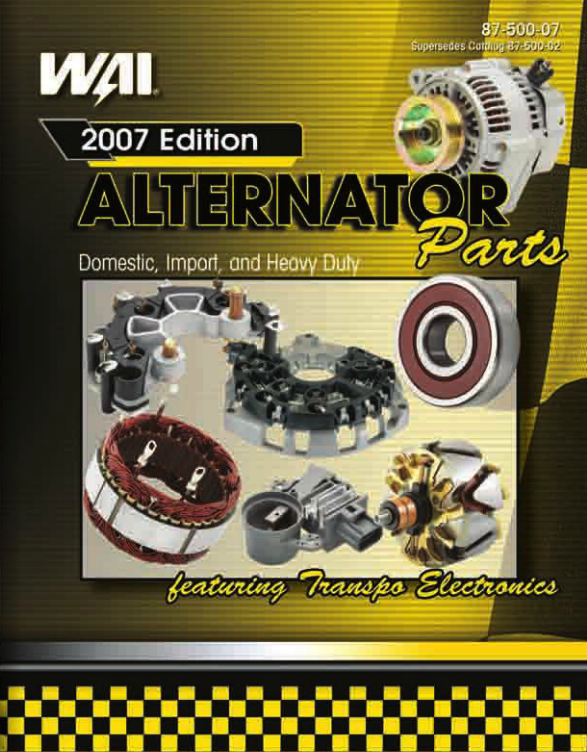 87-500-07
Supersedes Catalog 87-500-02
WAI
2007 Edition
ALTERNATOR
Parts
Domestic, Import, and Heavy Duty
featuring Transpo Electronics